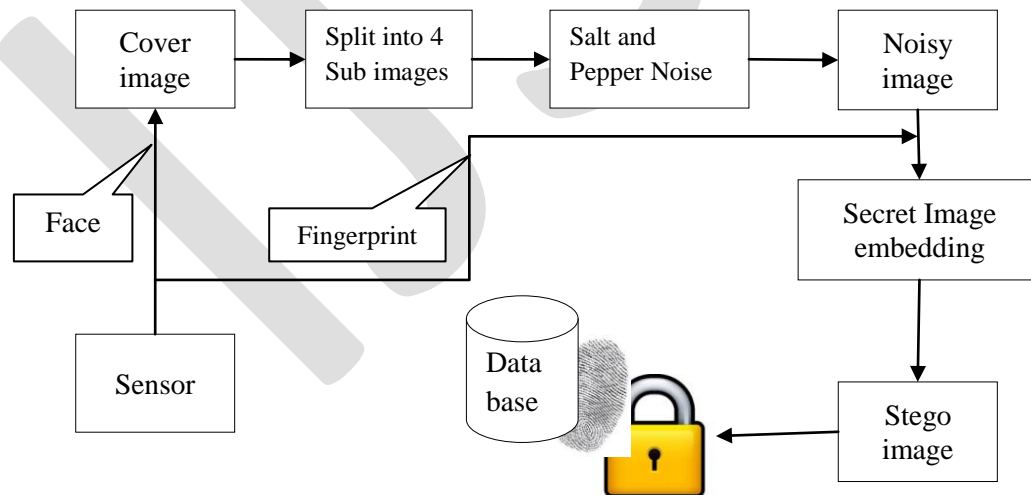 Cover
image
Split into 4
Sub images
Salt and
Pepper Noise
Noisy
image
Face
Fingerprint
Secret Image
embedding
Sensor
Data
base
Stego
image